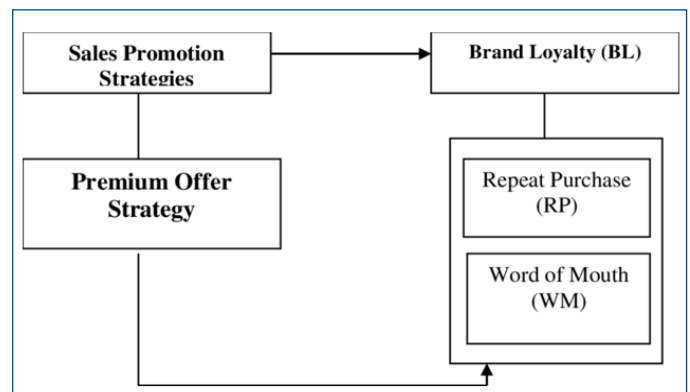 Sales Promotion
Strategies
Brand Loyalty (BL)
Premium Offer
Strategy
Repeat Purchase
(RP)
Word of Mouth
(WM)